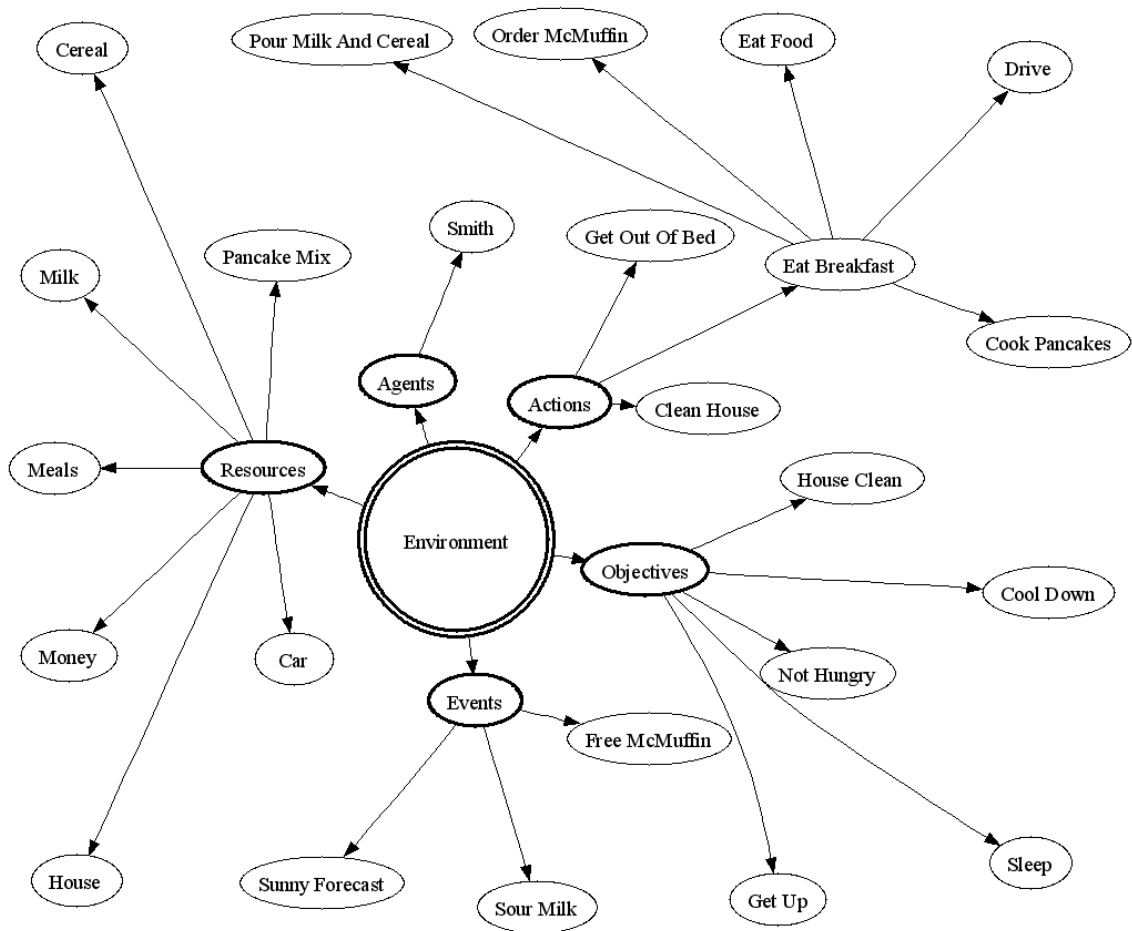 Cereal
Pour Milk And Cereal
Order McMuffin
Eat Food
Drive
Smith
Get Out Of Bed
Pancake Mix
Eat Breakfast
Milk
Cook Pancakes
Agents
Actions
Clean House
Meals
Resources
House Clean
Environment
Objectives
Cool Down
Money
Car
Not Hungry
Events
Free McMuffin
House
Sunny Forecast
Sour Milk
Get Up
Sleep